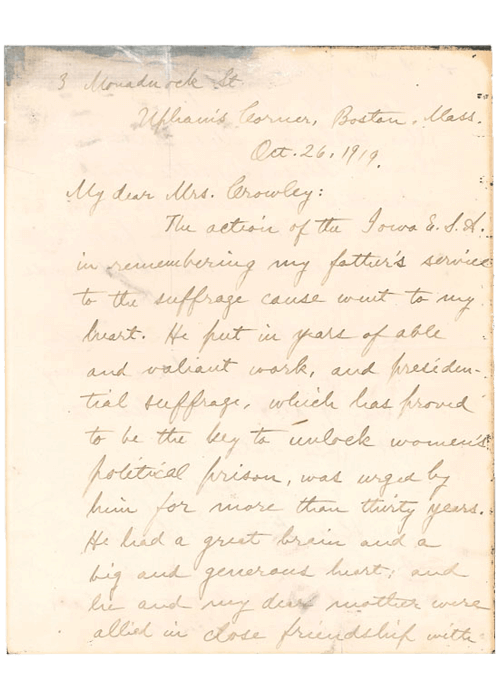 3 Monadnock St
Upham's Corner, Boston, Mass.
Oct. 26, 1919.
My dear Mrs. Crowley:
The action of the Iowa E. S. A.
in remembering my father's service
to the suffrage cause went to my
heart. He put in years of able
and valiant work, and presiden-
tial suffrage, which has proved
to be the key to unlock women's
political prison, was urged by
him for more than thirty years.
He had a great brain and a
big and generous heart; and
he and my dear mother were
allied in close friendship with